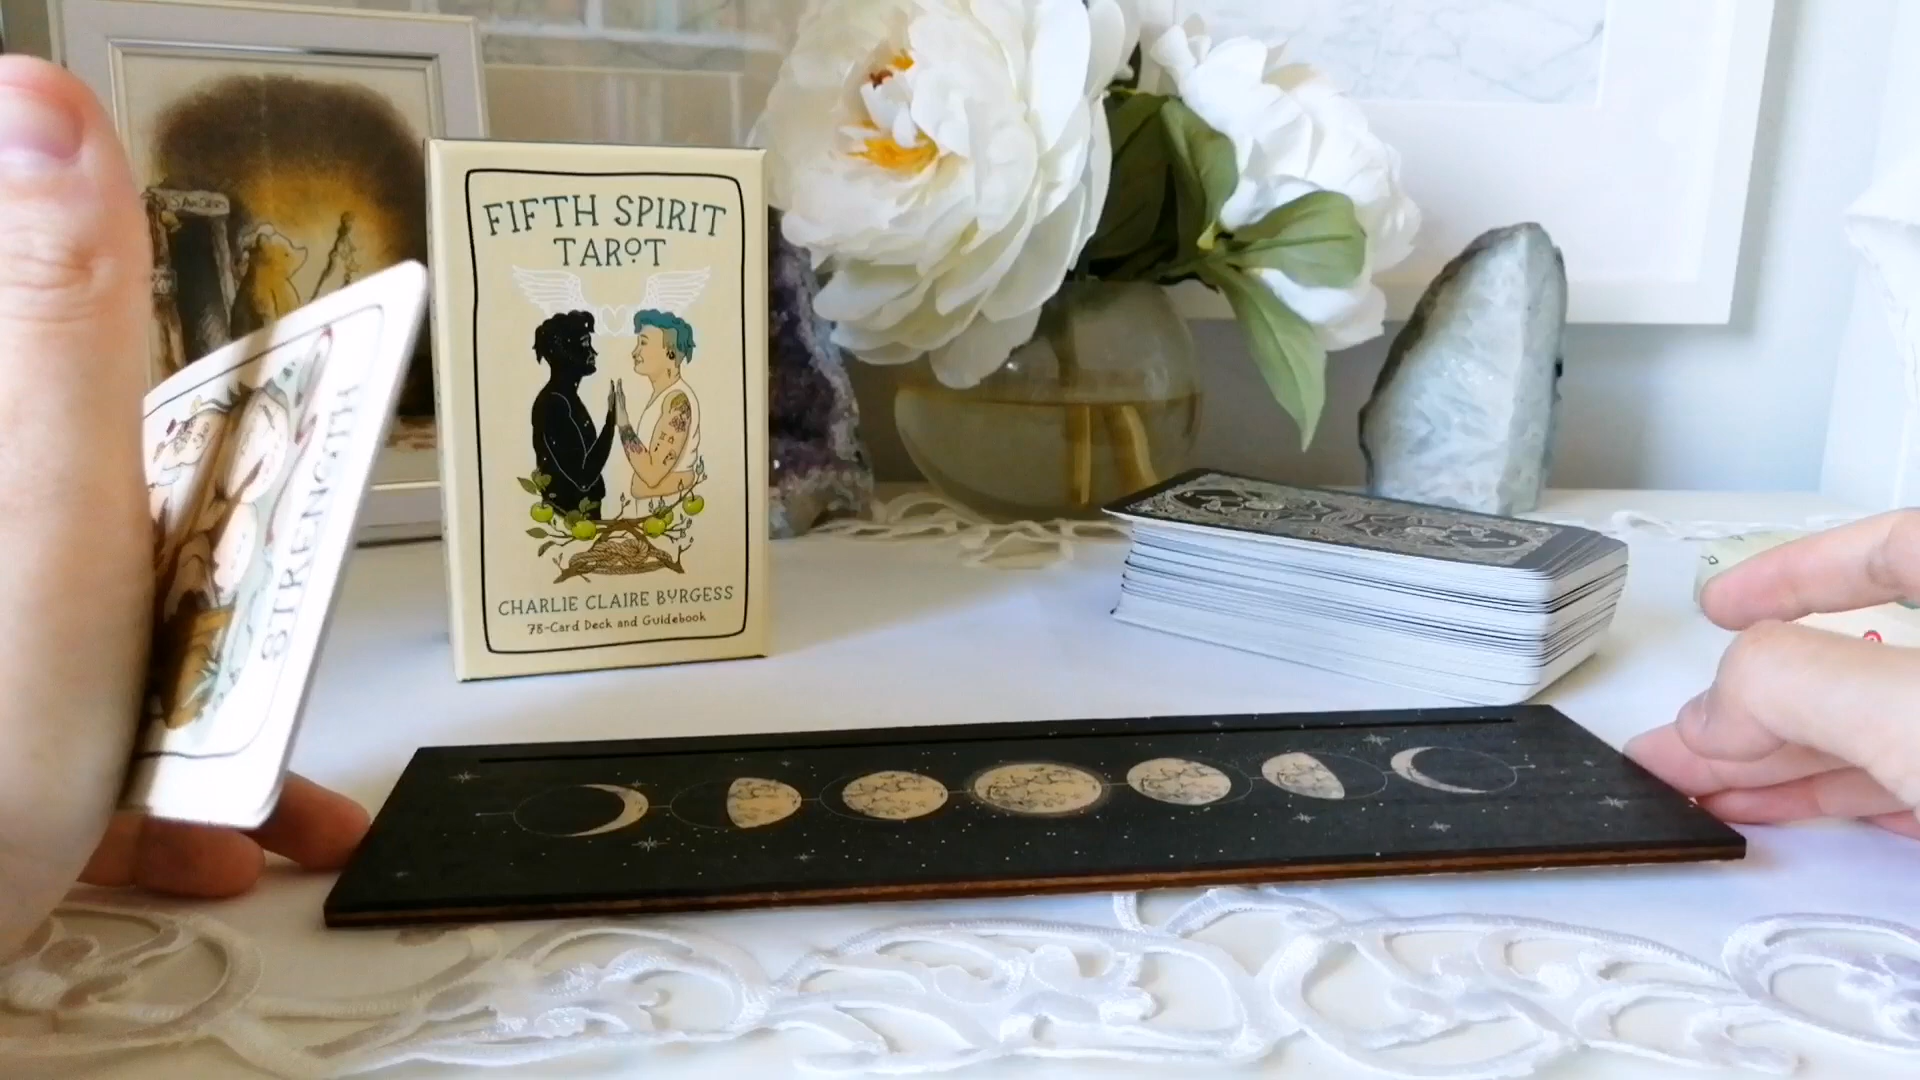 FIFTH SPIRIT
TAROT
CHARLIE CLAIRE BURGESS
78-Card Deck and Guidebook
STRENGTH